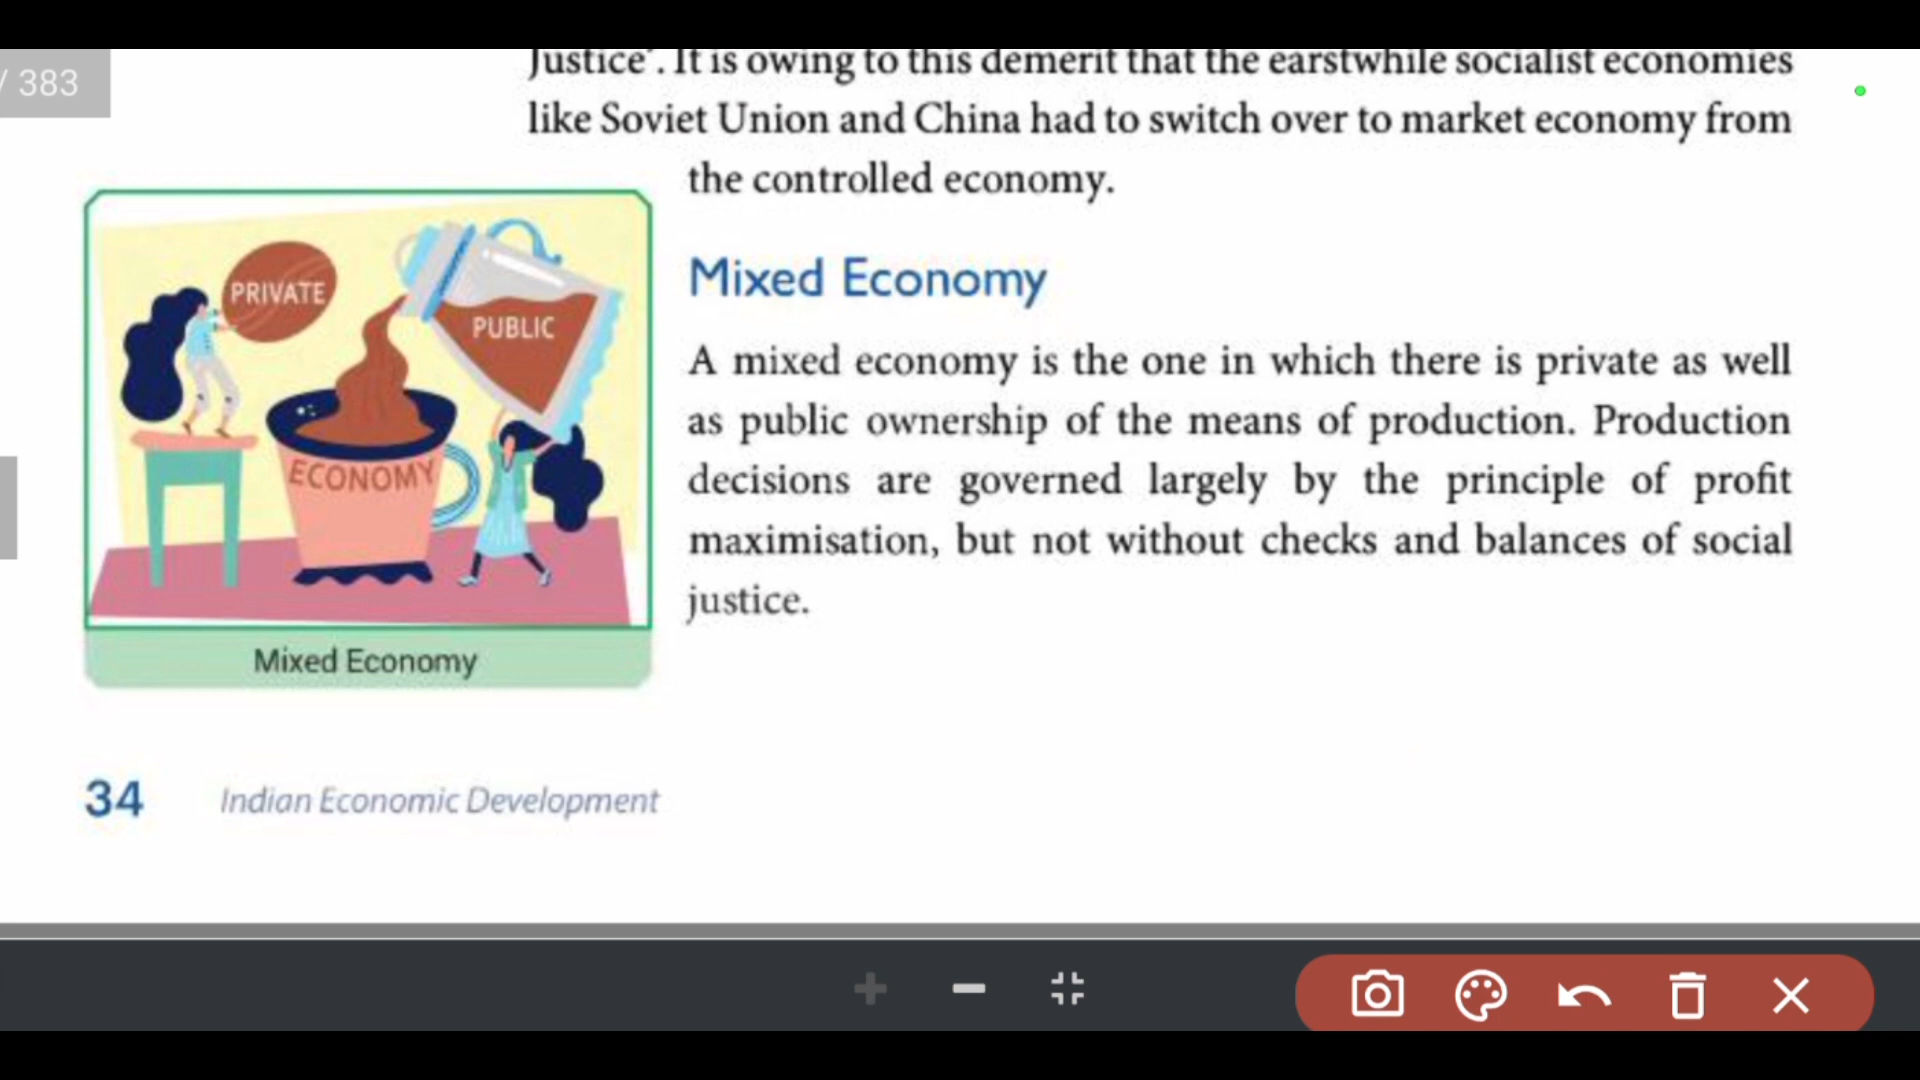 / 383
Justice'. It is owing to this demerit that the earstwhile socialist economies
like Soviet Union and China had to switch over to market economy from
the controlled economy.
PRIVATE
PUBLIC
ECONOMY
Mixed Economy
Mixed Economy
A mixed economy is the one in which there is private as well
as public ownership of the means of production. Production
decisions are governed largely by the principle of profit
maximisation, but not without checks and balances of social
justice.
34 Indian Economic Development